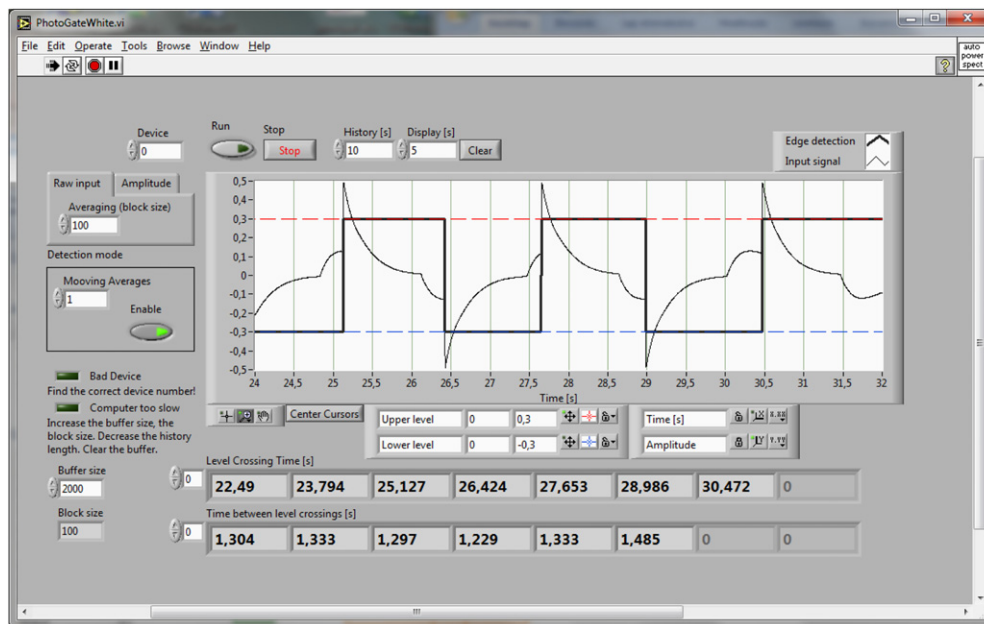 PhotoGateWhite.vi
File Edit Operate Tools Browse Window Help
auto
power
spect
Device
0
Run
Stop
Stop
History [s]
10
Display [s]
5
Clear
Edge detection
Input signal
Raw input
Amplitude
Averaging (block size)
100
Detection mode
Mooving Averages
1
Enable
0,5
0,4
0,3
0,2
0,1
0
-0,1
-0,2
-0,3
-0,4
-0,5
24 24,5 25 25,5 26 26,5 27 27,5 28 28,5 29 29,5 30 30,5 31 31,5 32
Time [s]
Bad Device
Find the correct device number!
Computer too slow
Increase the buffer size, the
block size. Decrease the history
length. Clear the buffer.
Center Cursors
Upper level 0 0,3
Lower level 0 -0,3
Time [s]
Amplitude
Buffer size
2000
Block size
100
Level Crossing Time [s]
0 22,49 23,794 25,127 26,424 27,653 28,986 30,472 0
Time between level crossings [s]
0 1,304 1,333 1,297 1,229 1,333 1,485 0 0